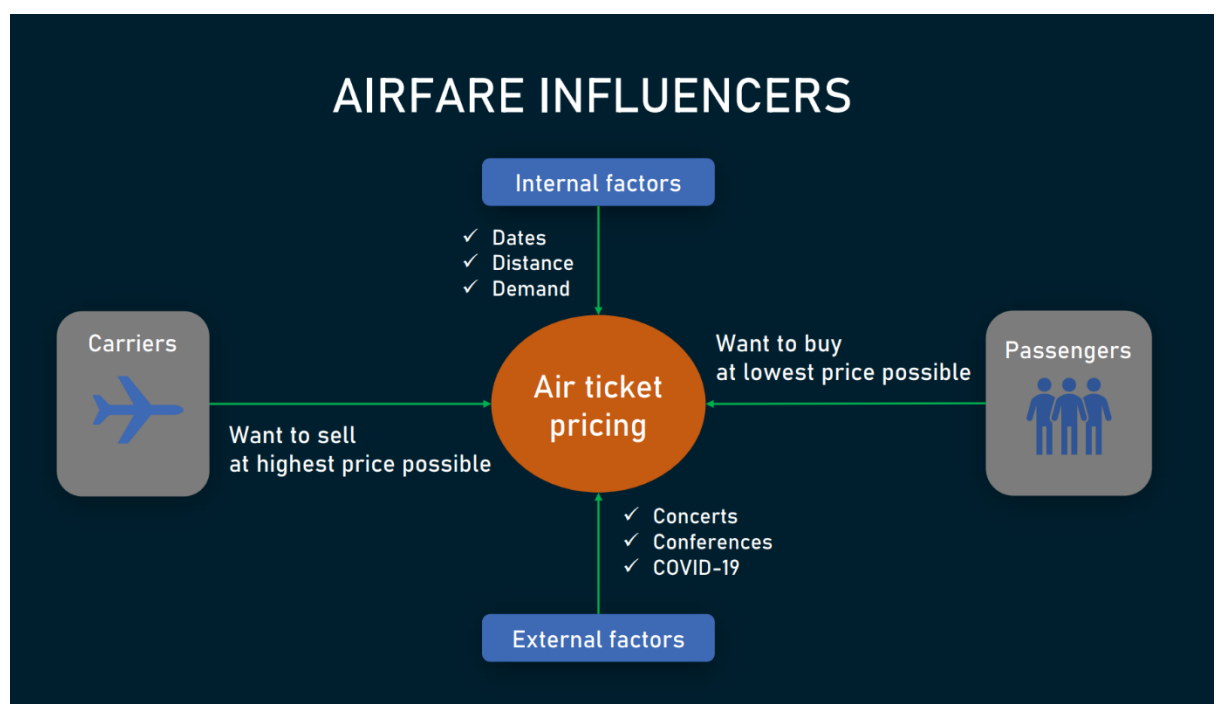 AIRFARE INFLUENCERS
Internal factors
✓ Dates
✓ Distance
✓ Demand
Carriers
Want to sell
at highest price possible
Air ticket
pricing
Want to buy
at lowest price possible
Passengers
✓ Concerts
✓ Conferences
✓ COVID-19
External factors